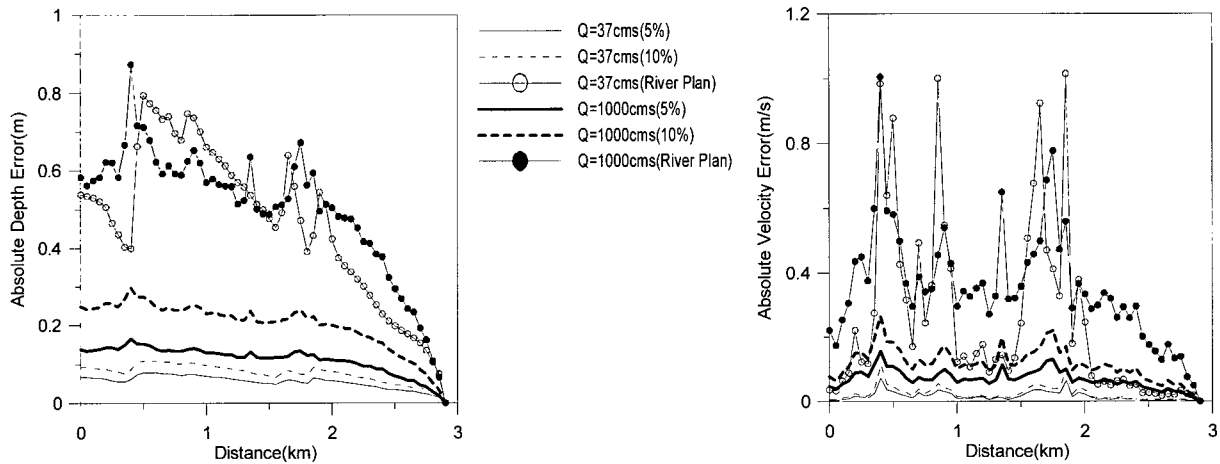 1
0.8
0.6
0.4
0.2
0
Absolute Depth Error(m)
0
1
2
3
Distance(km)
Q=37cms(5%)
Q=37cms(10%)
Q=37cms(River Plan)
Q=1000cms(5%)
Q=1000cms(10%)
Q=1000cms(River Plan)
1.2
0.8
0.4
0
Absolute Velocity Error(m/s)
0
1
2
3
Distance(km)